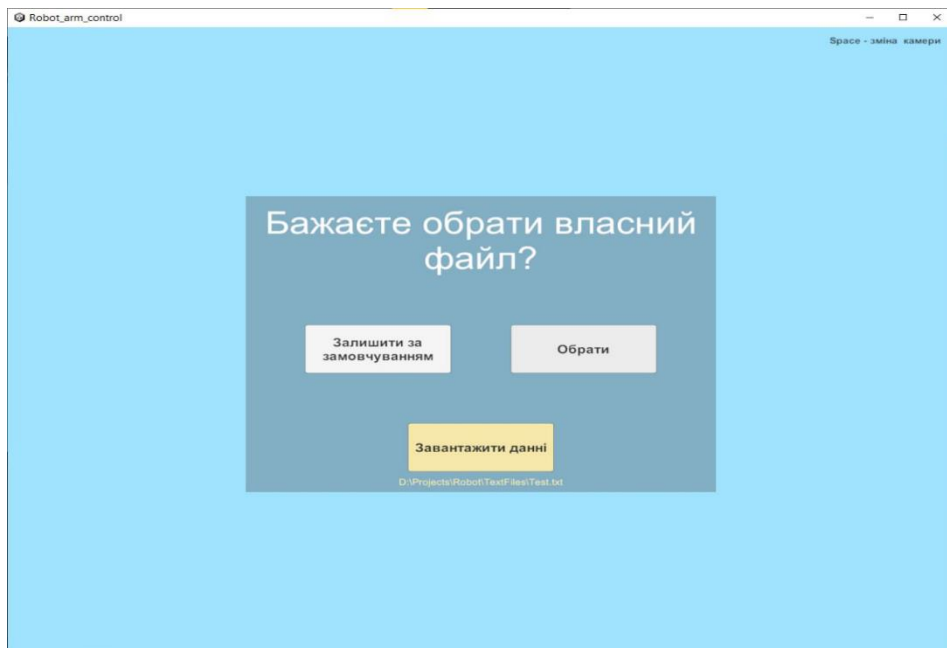 Robot_arm_control
Space - зміна камери
Бажаєте обрати власний
файл?
Залишити за
замовчуванням
Обрати
Завантажити данні
D:\Projects\Robot\TextFiles\Test.txt